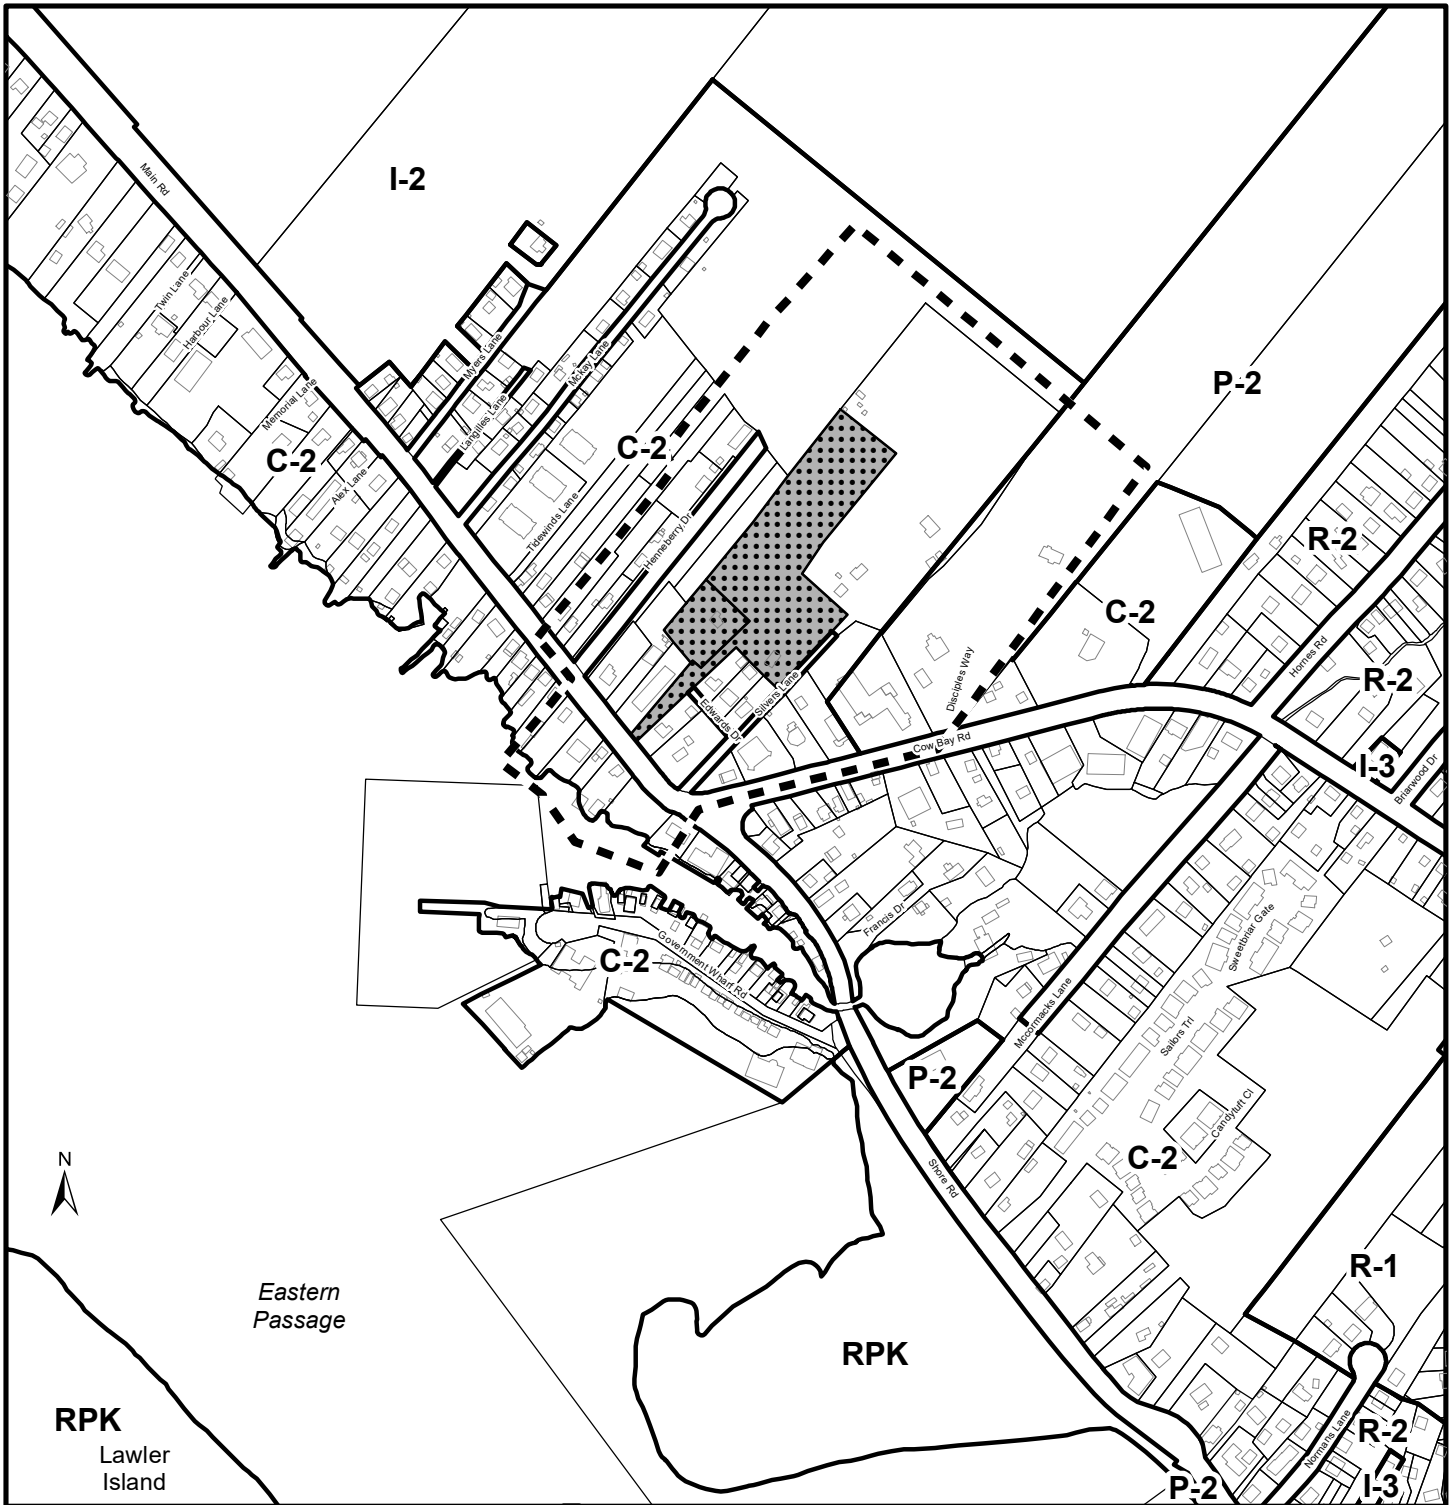 I-2
Main Rd
Twin Lane
Harbour Lane
Myers Lane
Mckay Lane
P-2
Memorial Lane
Langilles Lane
C-2
C-2
Alex Lane
Tidewinds Lane
Henneberry Dr
R-2
C-2
Hornes Rd
R-2
Disciples Way
Silvers Lane
Edwards Dr
Cow Bay Rd
I-3
Briarwood Dr
Francis Dr
Sweetbriar Gate
Government Wharf Rd
C-2
Mccormacks Lane
Sailors Trl
P-2
Candytuft Cl
C-2
Shore Rd
N
R-1
Eastern
Passage
RPK
RPK
Lawler
Island
Normans Lane
R-2
P-2
I-3